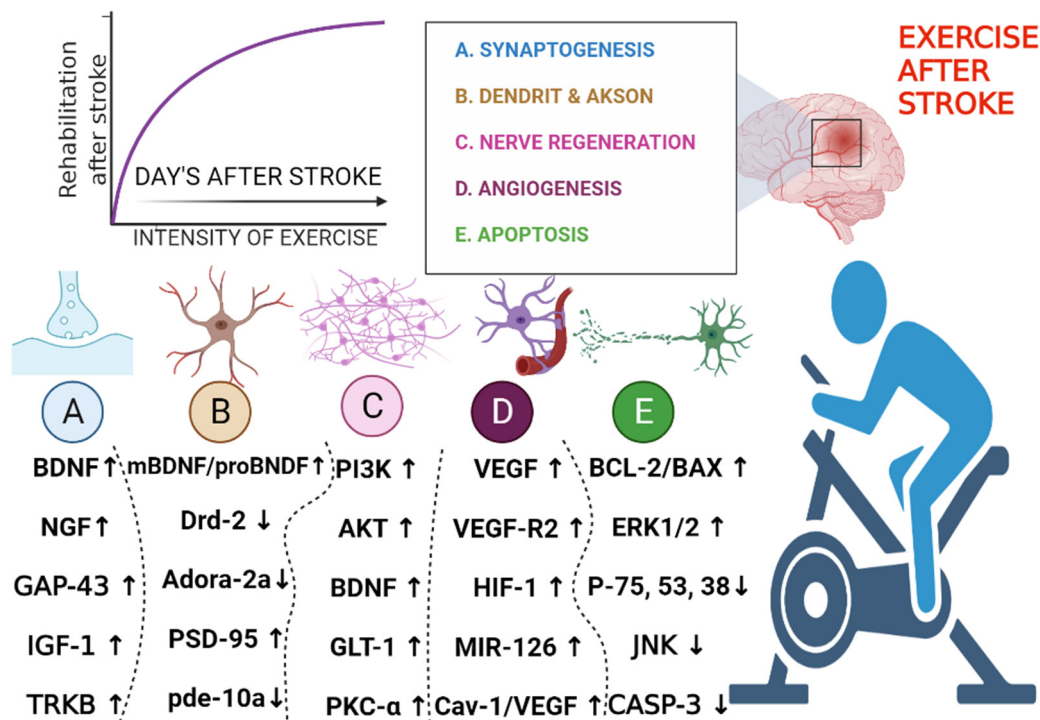 Rehabilitation
after stroke
DAY'S AFTER STROKE
INTENSITY OF EXERCISE
A. SYNAPTOGENESIS
B. DENDRIT & AKSON
C. NERVE REGENERATION
D. ANGIOGENESIS
E. APOPTOSIS
EXERCISE
AFTER
STROKE
A
BDNF↑
NGF↑
GAP-43 ↑
IGF-1 ↑
TRKB ↑
B
mBDNF/proBNDF↑
Drd-2 ↓
Adora-2a↓
PSD-95 ↑
pde-10a↓
C
PI3K ↑
AKT ↑
BDNF ↑
GLT-1 ↑
PKC-α ↑
D
VEGF ↑
VEGF-R2 ↑
HIF-1 ↑
MIR-126 ↑
Cav-1/VEGF ↑
E
BCL-2/BAX ↑
ERK1/2 ↑
P-75, 53, 38↓
JNK ↓
CASP-3 ↓